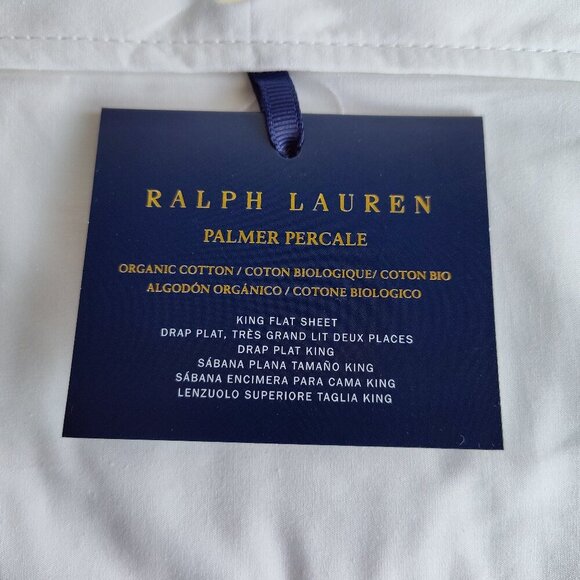 RALPH LAUREN
PALMER PERCALE
ORGANIC COTTON / COTON BIOLOGIQUE/ COTON BIO
ALGODÓN ORGÁNICO / COTONE BIOLOGICO
KING FLAT SHEET
DRAP PLAT, TRÈS GRAND LIT DEUX PLACES
DRAP PLAT KING
SÁBANA PLANA TAMAÑO KING
SÁBANA ENCIMERA PARA CAMA KING
LENZUOLO SUPERIORE TAGLIA KING